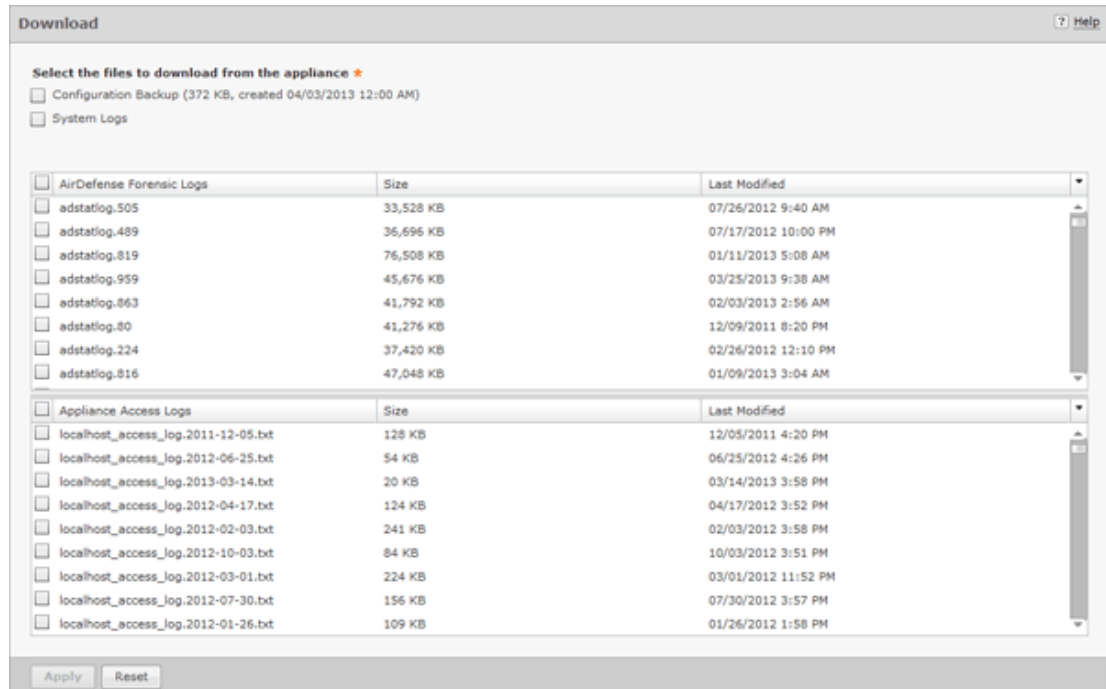 Download
? Help
Select the files to download from the appliance *
Configuration Backup (372 KB, created 04/03/2013 12:00 AM)
System Logs
AirDefense Forensic Logs Size Last Modified
adstatlog.505 33,528 KB 07/26/2012 9:40 AM
adstatlog.489 36,696 KB 07/17/2012 10:00 PM
adstatlog.819 76,508 KB 01/11/2013 5:08 AM
adstatlog.959 45,676 KB 03/25/2013 9:38 AM
adstatlog.863 41,792 KB 02/03/2013 2:56 AM
adstatlog.80 41,276 KB 12/09/2011 8:20 PM
adstatlog.224 37,420 KB 02/26/2012 12:10 PM
adstatlog.816 47,048 KB 01/09/2013 3:04 AM
Appliance Access Logs Size Last Modified
localhost_access_log.2011-12-05.txt 128 KB 12/05/2011 4:20 PM
localhost_access_log.2012-06-25.txt 54 KB 06/25/2012 4:26 PM
localhost_access_log.2013-03-14.txt 20 KB 03/14/2013 3:58 PM
localhost_access_log.2012-04-17.txt 124 KB 04/17/2012 3:52 PM
localhost_access_log.2012-02-03.txt 241 KB 02/03/2012 3:58 PM
localhost_access_log.2012-10-03.txt 84 KB 10/03/2012 3:51 PM
localhost_access_log.2012-03-01.txt 224 KB 03/01/2012 11:52 PM
localhost_access_log.2012-07-30.txt 156 KB 07/30/2012 3:57 PM
localhost_access_log.2012-01-26.txt 109 KB 01/26/2012 1:58 PM
Apply Reset